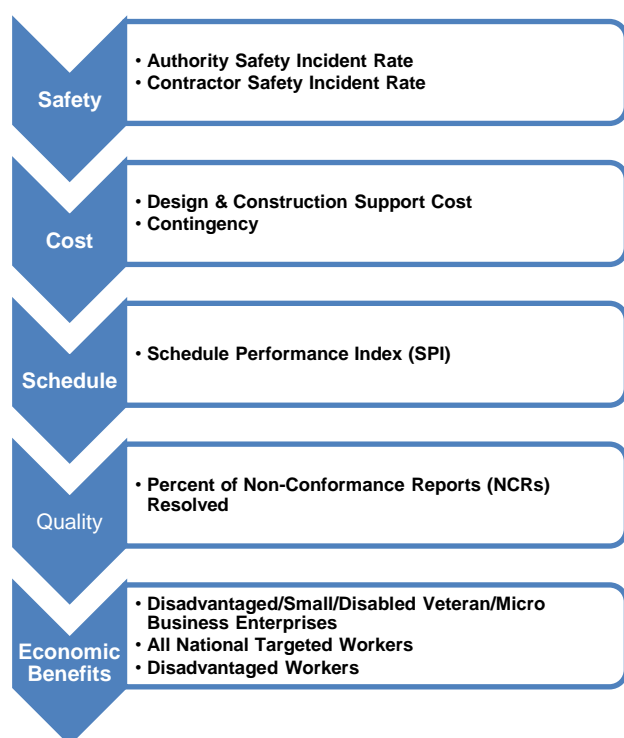 Safety
• Authority Safety Incident Rate
• Contractor Safety Incident Rate
Cost
• Design & Construction Support Cost
• Contingency
Schedule
• Schedule Performance Index (SPI)
Quality
• Percent of Non-Conformance Reports (NCRs)
Resolved
Economic
Benefits
• Disadvantaged/Small/Disabled Veteran/Micro
Business Enterprises
• All National Targeted Workers
• Disadvantaged Workers